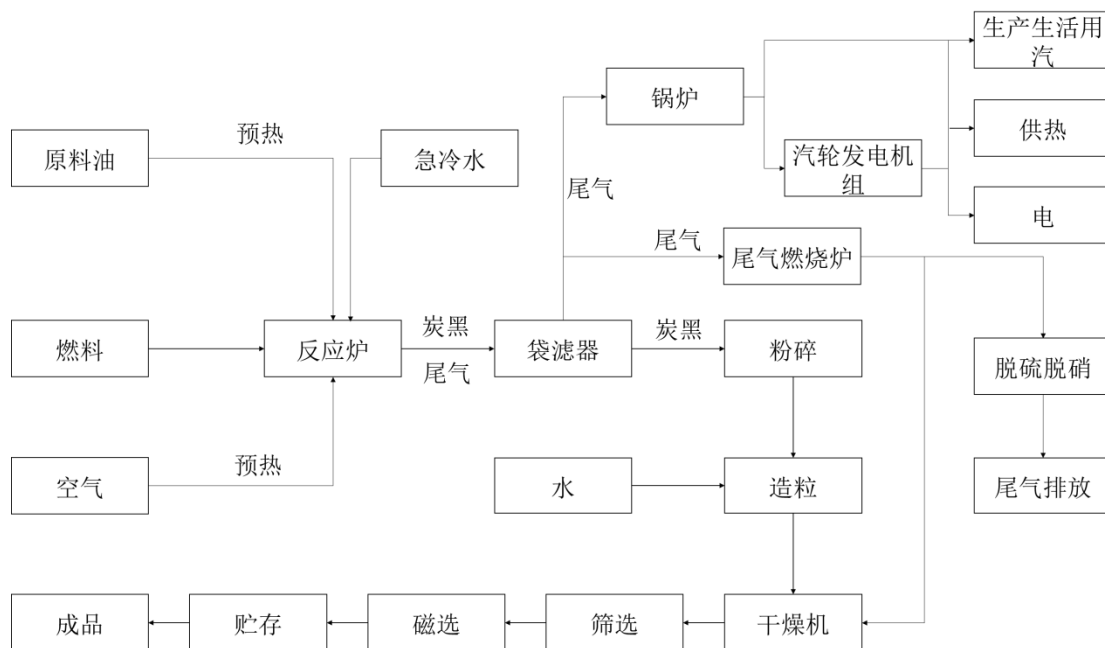 生产生活用
汽
锅炉
预热
供热
原料油
急冷水
汽轮发电机
组
尾气
电
尾气
尾气燃烧炉
燃料
反应炉
炭黑
尾气
袋滤器
炭黑
粉碎
脱硫脱硝
空气
预热
水
造粒
尾气排放
成品
贮存
磁选
筛选
干燥机